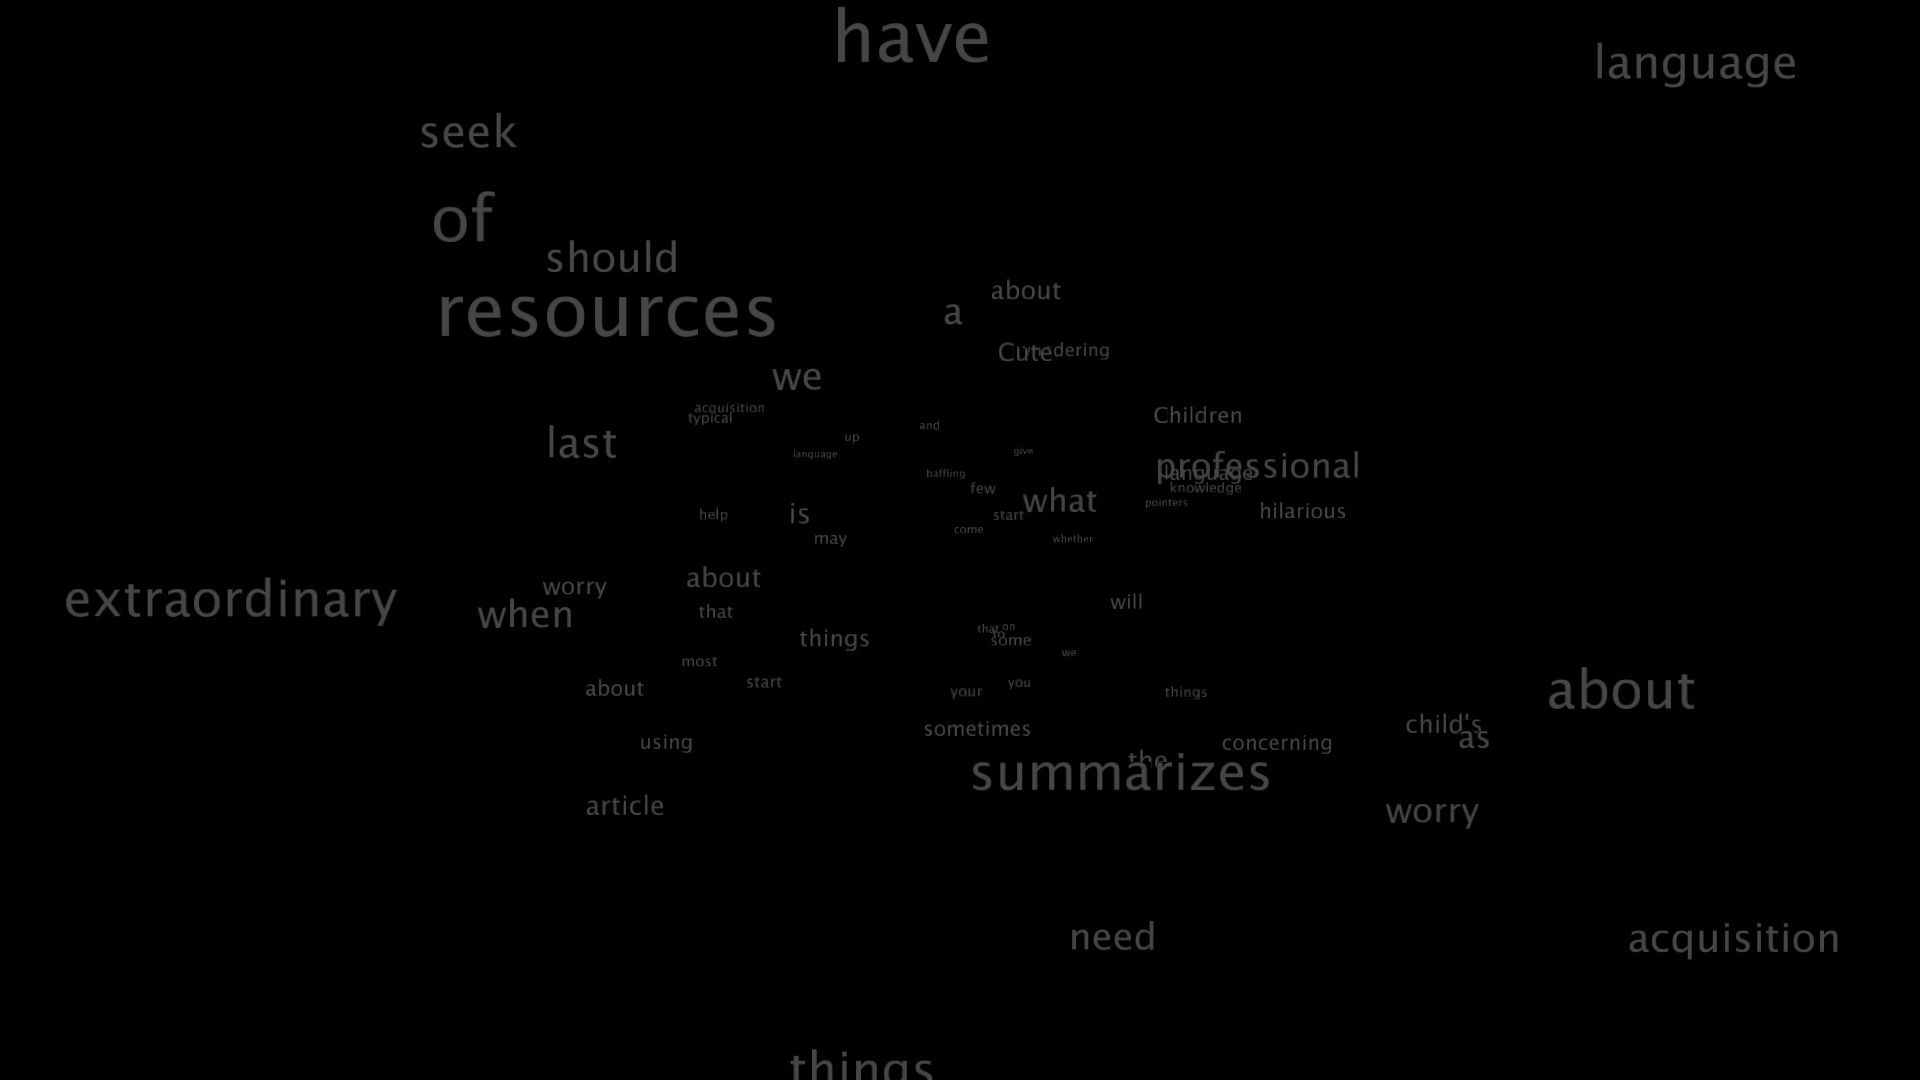 have
language
seek
of
should
resources
about
a
Cute
wondering
we
acquisition
typical
Children
and
up
last
give
language
professional
language
baffling
knowledge
few
what
pointers
hilarious
help
is
start
come
may
whether
about
worry
extraordinary
when
will
that
that
on
to
things
some
we
most
about
start
your
you
things
about
sometimes
child's
as
using
concerning
the
summarizes
article
worry
need
acquisition
things